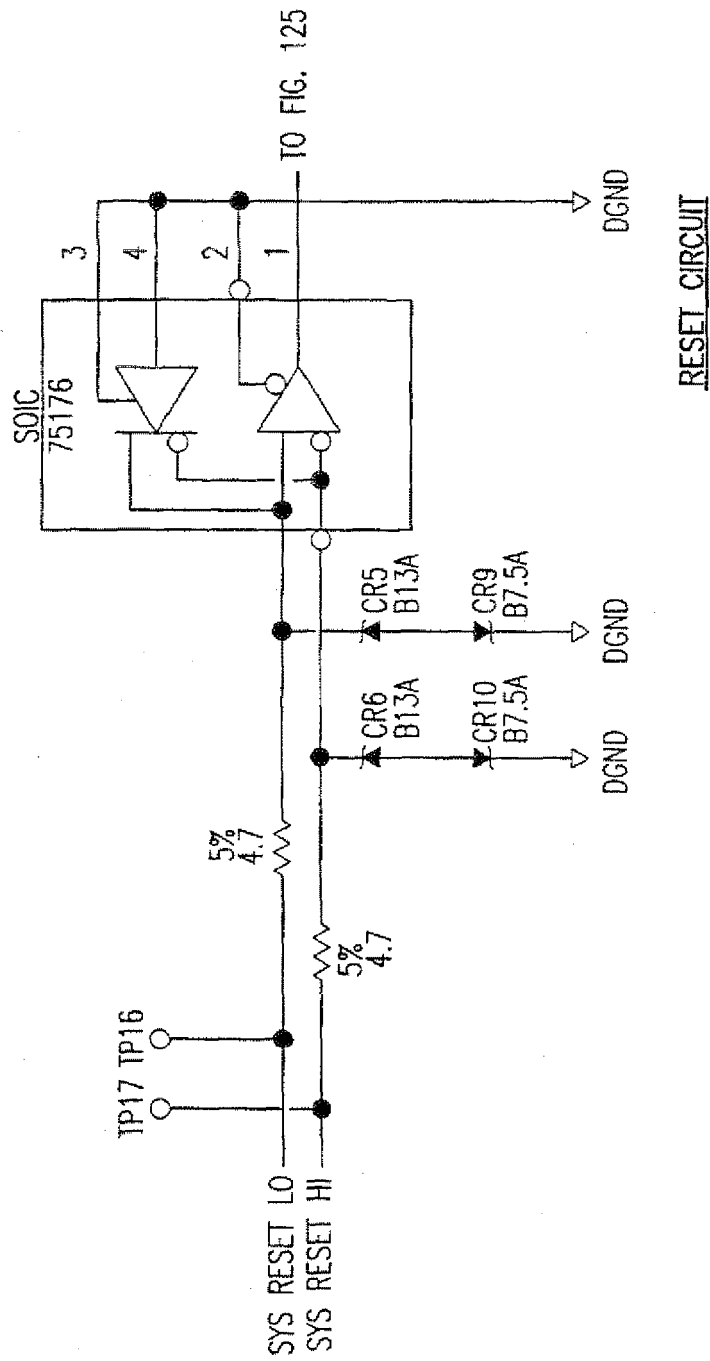 SOIC
75176
3
4
2
1
TO FIG. 125
DGND
TP17 TP16
5%
4.7
5%
4.7
SYS RESET LO
SYS RESET HI
CR6
B13A
CR5
B13A
CR10
B7.5A
CR9
B7.5A
DGND
DGND
RESET CIRCUIT